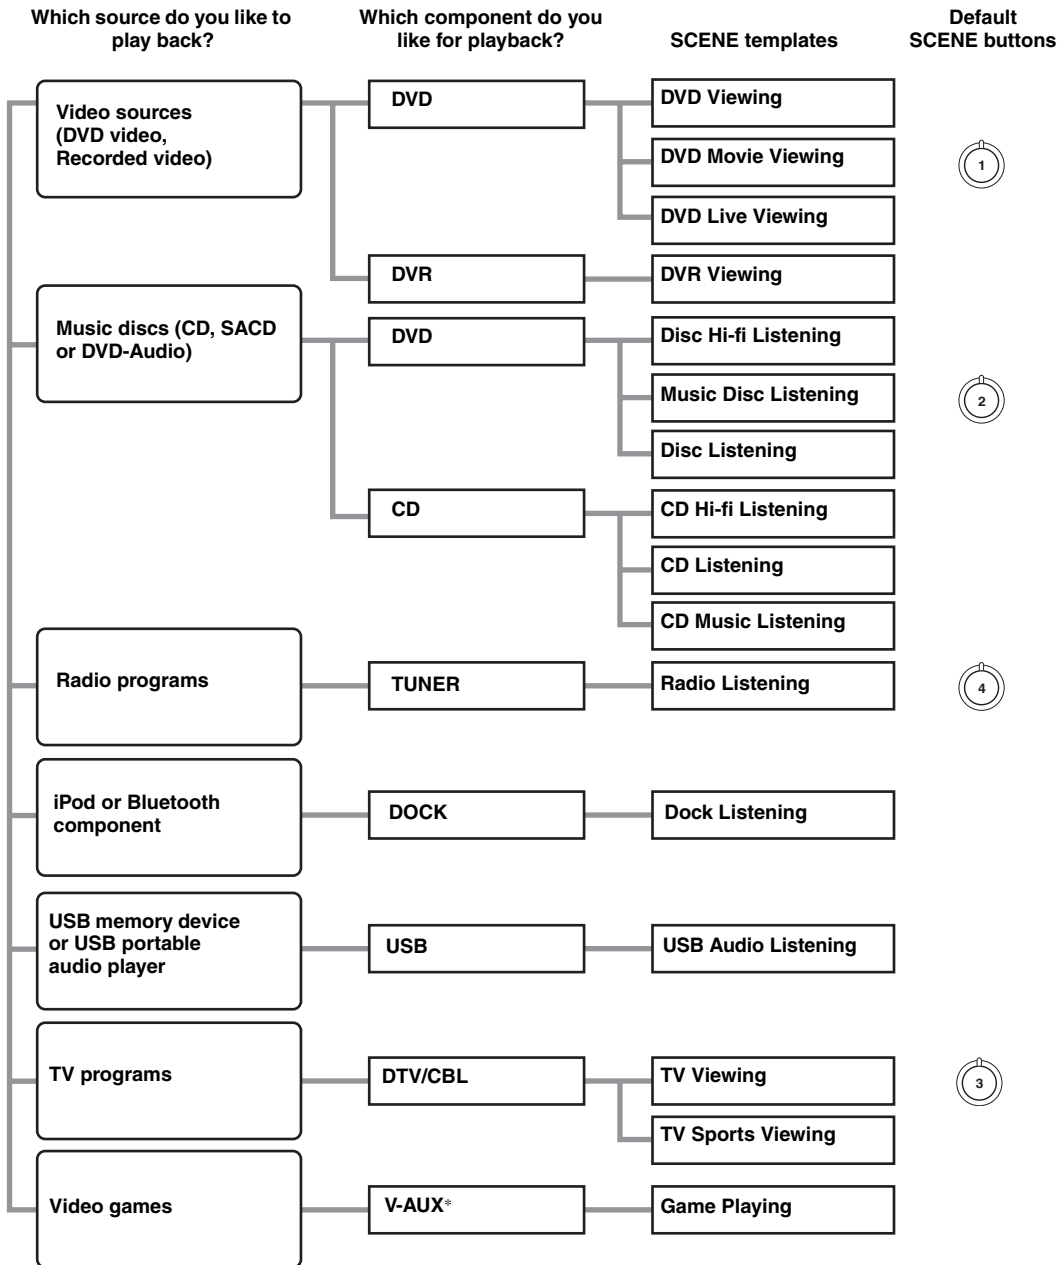 Which source do you like to
play back?
Which component do you
like for playback?
SCENE templates
Default
SCENE buttons
Video sources
(DVD video,
Recorded video)
DVD
DVD Viewing
DVD Movie Viewing
1
DVD Live Viewing
DVR
DVR Viewing
Music discs (CD, SACD
or DVD-Audio)
DVD
Disc Hi-fi Listening
Music Disc Listening
2
Disc Listening
CD
CD Hi-fi Listening
CD Listening
CD Music Listening
Radio programs
TUNER
Radio Listening
4
iPod or Bluetooth
component
DOCK
Dock Listening
USB memory device
or USB portable
audio player
USB
USB Audio Listening
TV programs
DTV/CBL
TV Viewing
3
TV Sports Viewing
Video games
V-AUX*
Game Playing